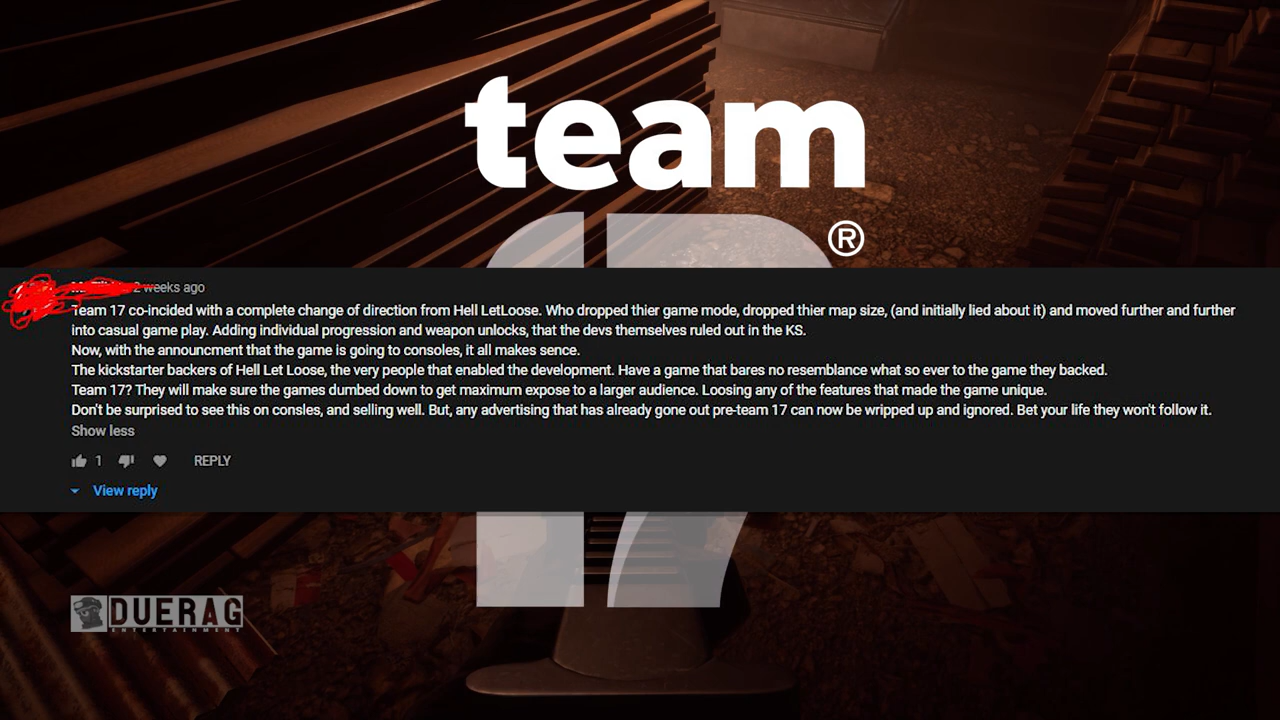 team
17
®
2 weeks ago
Team 17 co-incided with a complete change of direction from Hell LetLoose. Who dropped thier game mode, dropped thier map size, (and initially lied about it) and moved further and further
into casual game play. Adding individual progression and weapon unlocks, that the devs themselves ruled out in the KS.
Now, with the announcment that the game is going to consoles, it all makes sence.
The kickstarter backers of Hell Let Loose, the very people that enabled the development. Have a game that bares no resemblance what so ever to the game they backed.
Team 17? They will make sure the games dumbed down to get maximum expose to a larger audience. Loosing any of the features that made the game unique.
Don't be surprised to see this on consles, and selling well. But, any advertising that has already gone out pre-team 17 can now be wripped up and ignored. Bet your life they won't follow it.
Show less
1 REPLY
View reply
DUERAG
ENTERTAINMENT